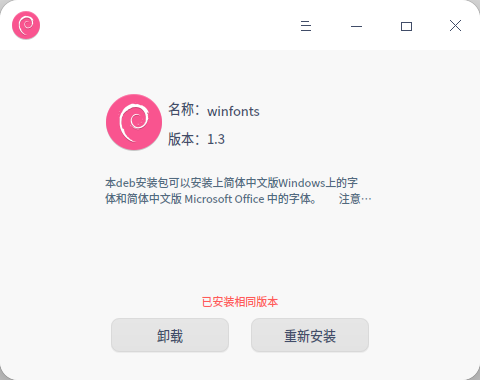 名称： winfonts
版本： 1.3
本deb安装包可以安装上简体中文版Windows上的字
体和简体中文版 Microsoft Office 中的字体。 注意…
已安装相同版本
卸载
重新安装